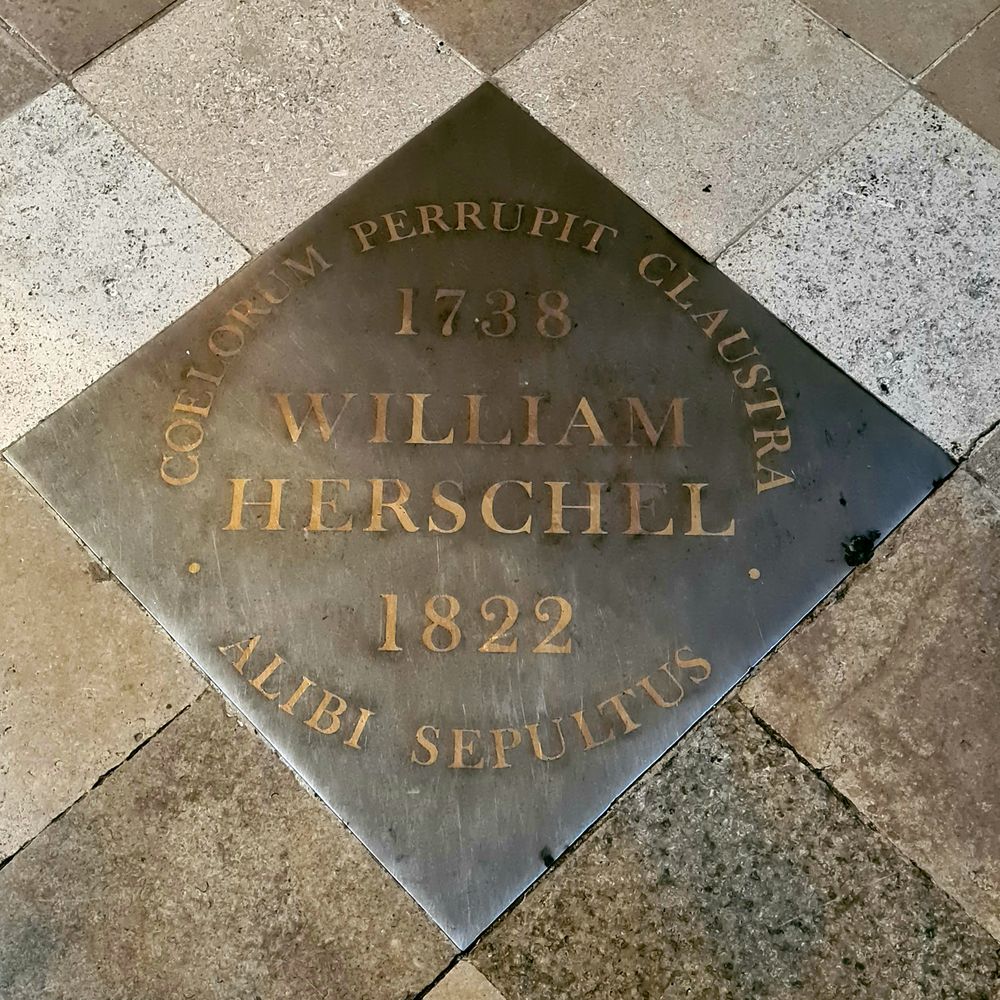 COELORUM PERRUPIT CLAUSTRA
1738
WILLIAM
HERSCHEL
1822
ALIBI SEPULTUS